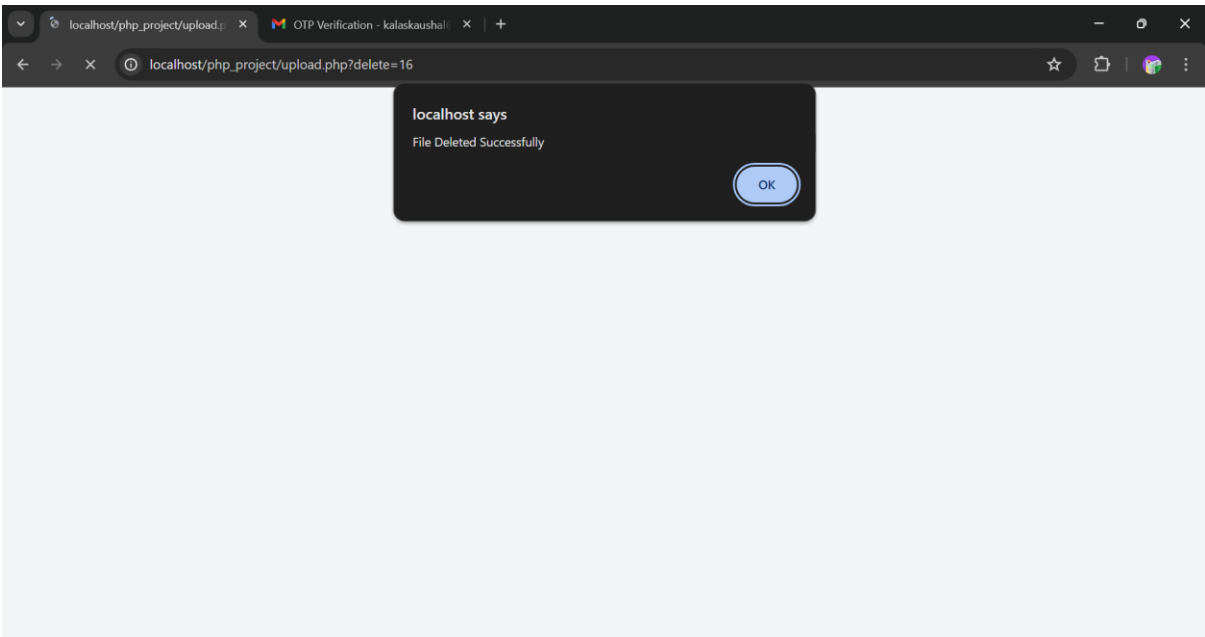 localhost/php_project/upload.p
OTP Verification - kalaskaushal
localhost/php_project/upload.php?delete=16
localhost says
File Deleted Successfully
OK